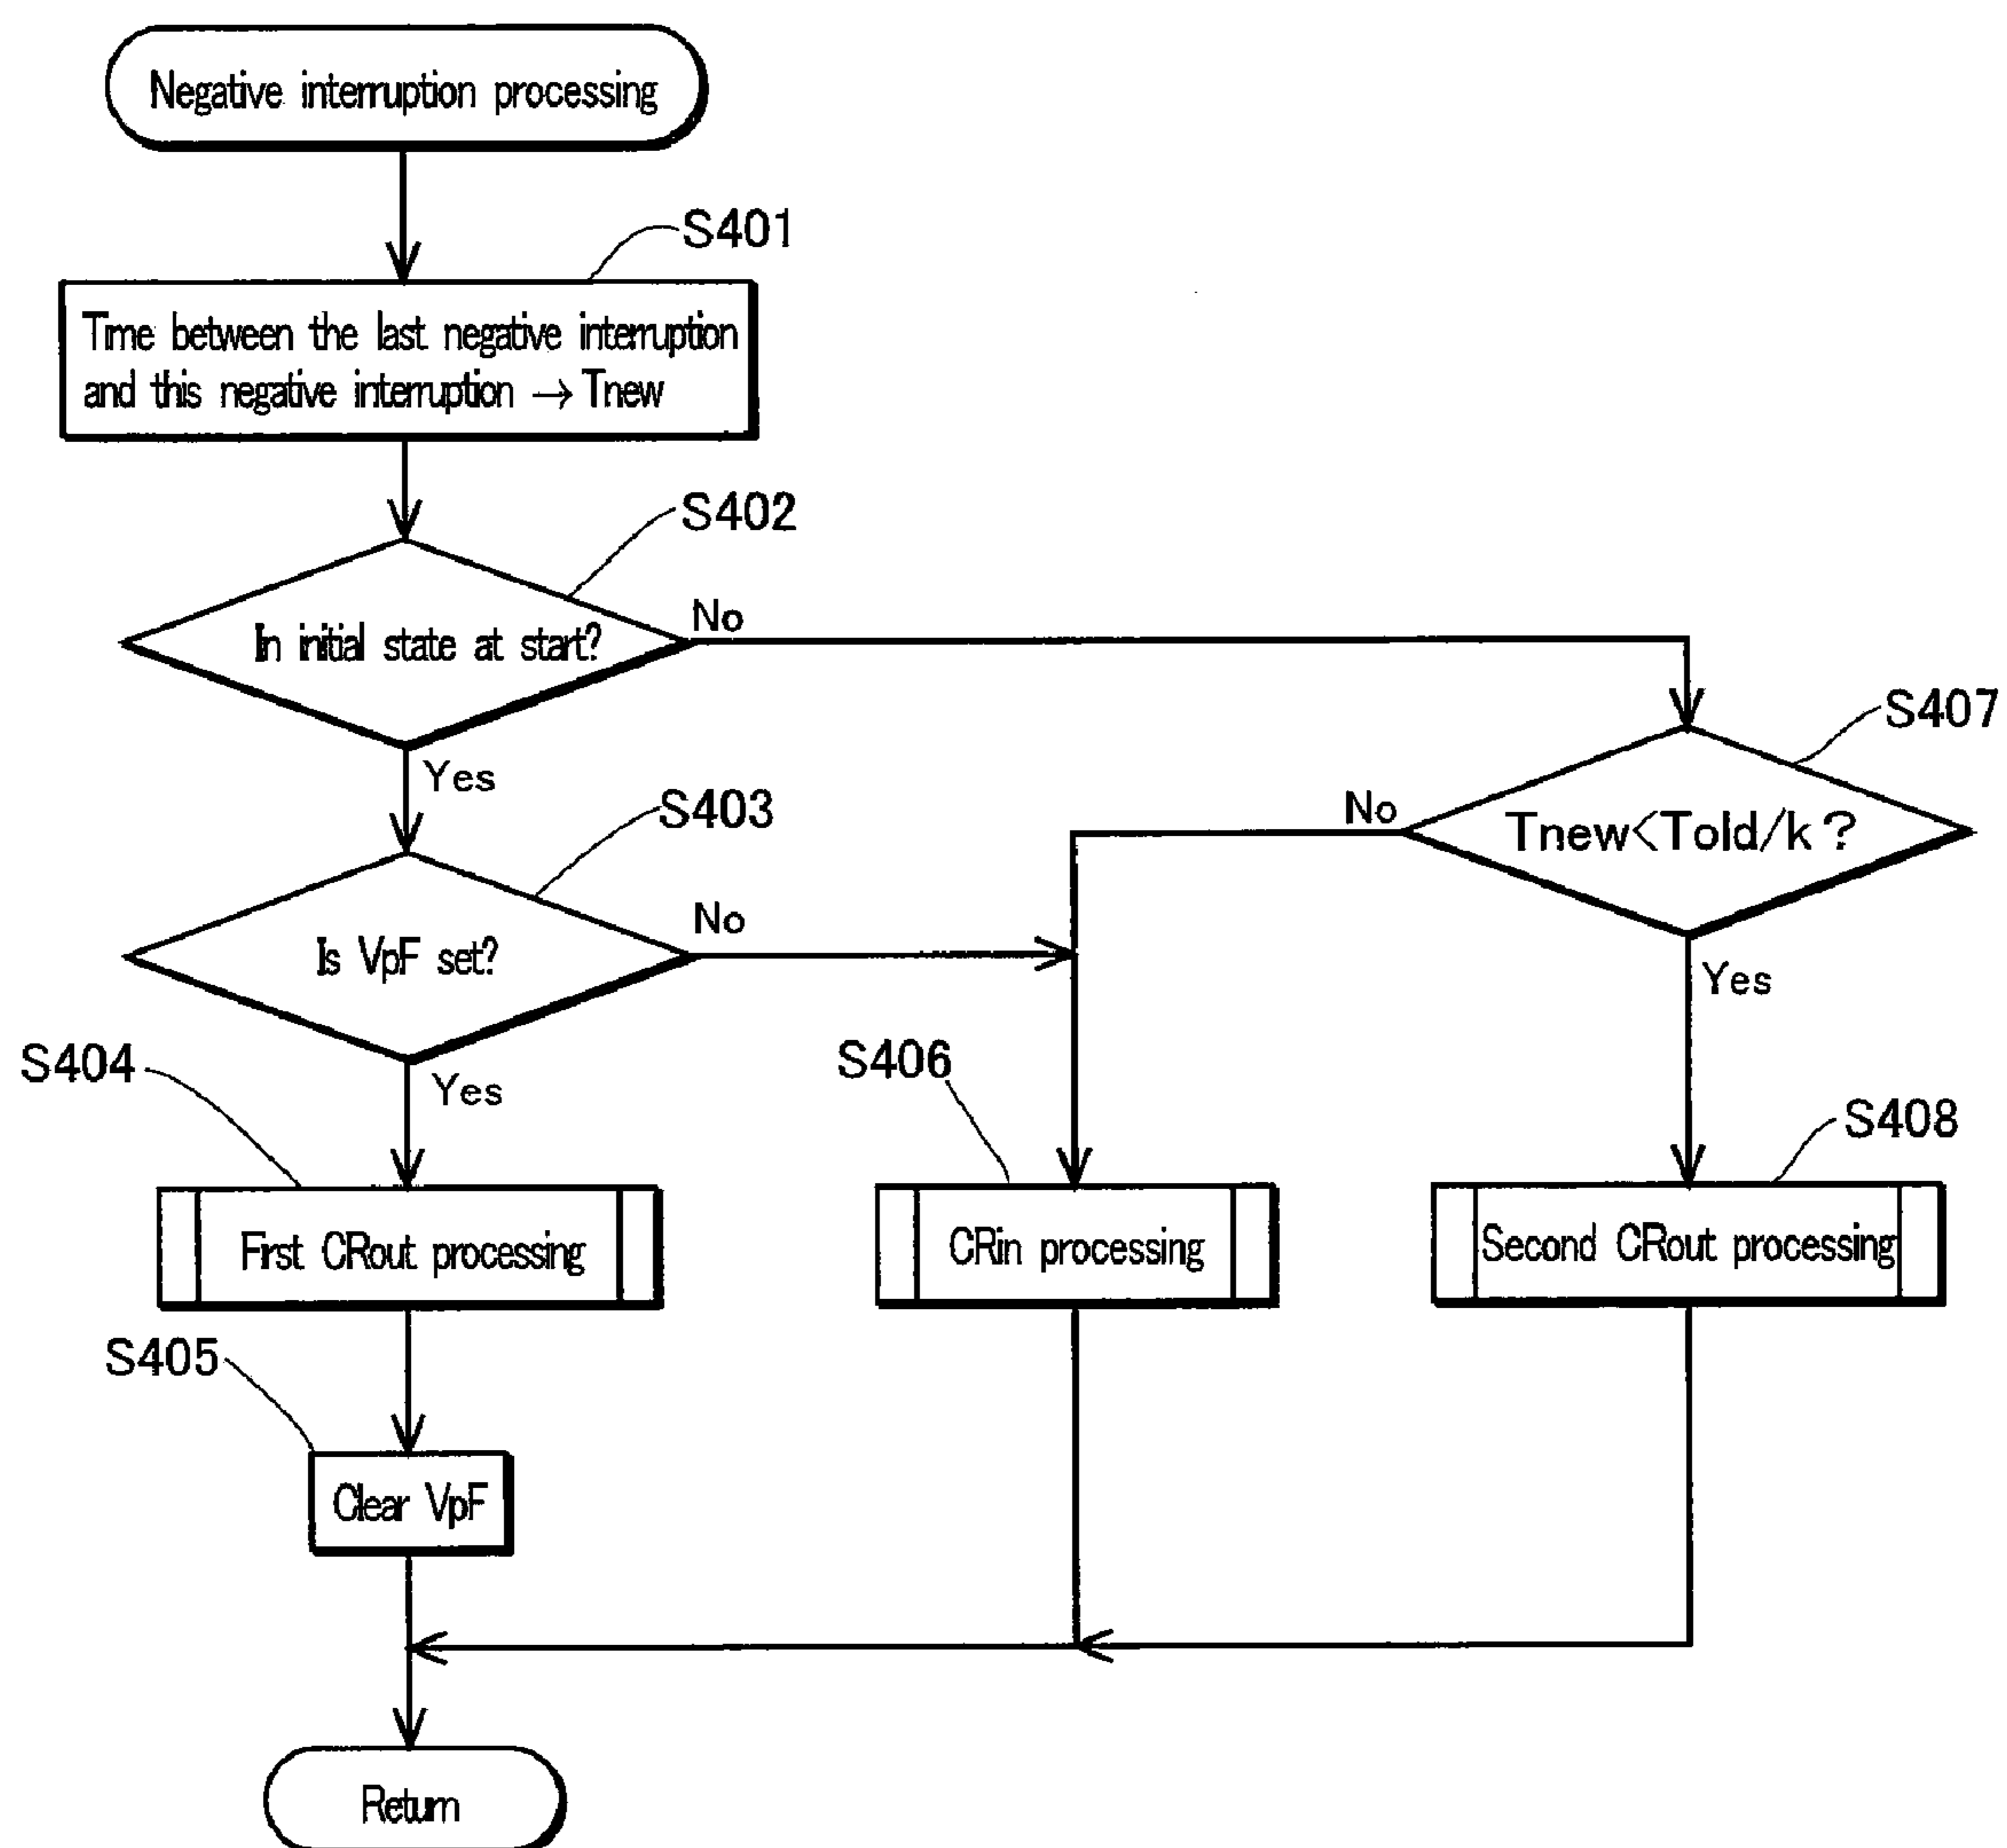 Negative interruption processing
S401
Time between the last negative interruption
and this negative interruption → Tnew
S402
In initial state at start?
No
Yes
S407
Tnew<Told/k?
No
Yes
S403
Is VpF set?
No
Yes
S404
First CRout processing
S406
CRin processing
S408
Second CRout processing
S405
Clear VpF
Return